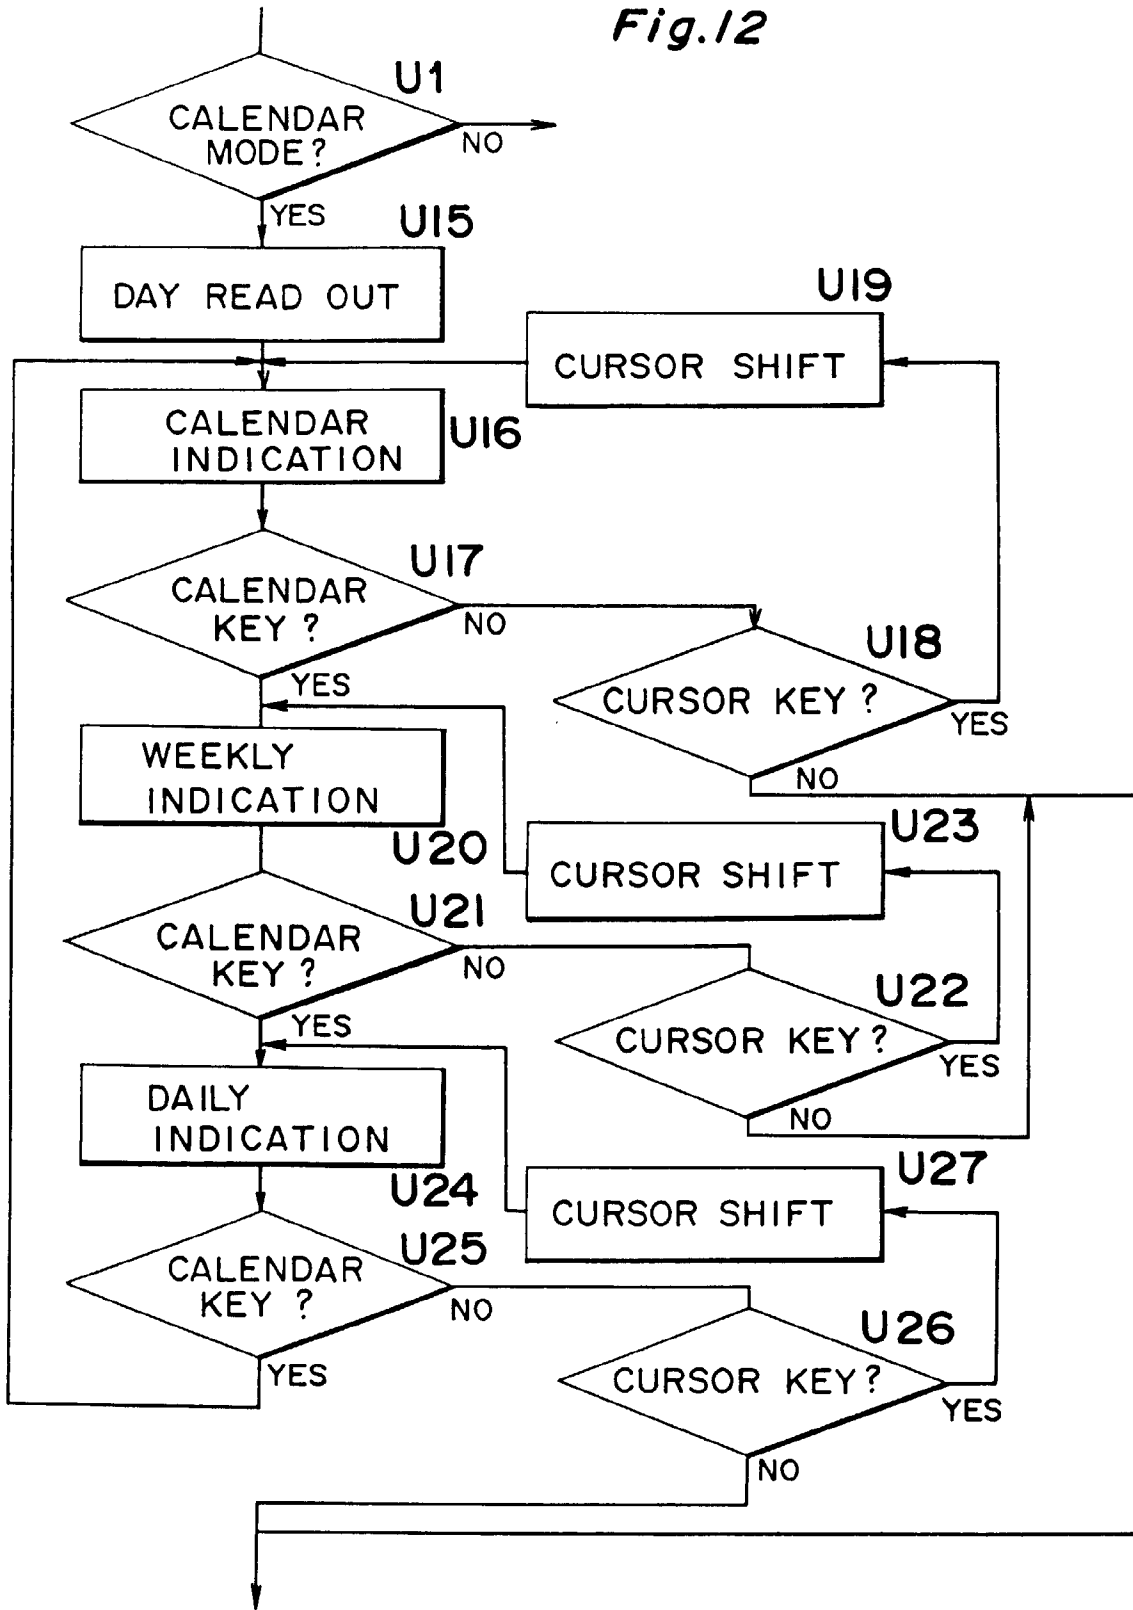 Fig.12
U1
CALENDAR
MODE?
NO
YES
U15
DAY READ OUT
U19
CURSOR SHIFT
CALENDAR
INDICATION
U16
U17
CALENDAR
KEY?
NO
YES
U18
CURSOR KEY?
YES
NO
WEEKLY
INDICATION
U20
U23
CURSOR SHIFT
U21
CALENDAR
KEY?
NO
YES
U22
CURSOR KEY?
YES
NO
DAILY
INDICATION
U24
U27
CURSOR SHIFT
U25
CALENDAR
KEY ?
NO
YES
U26
CURSOR KEY?
YES
NO